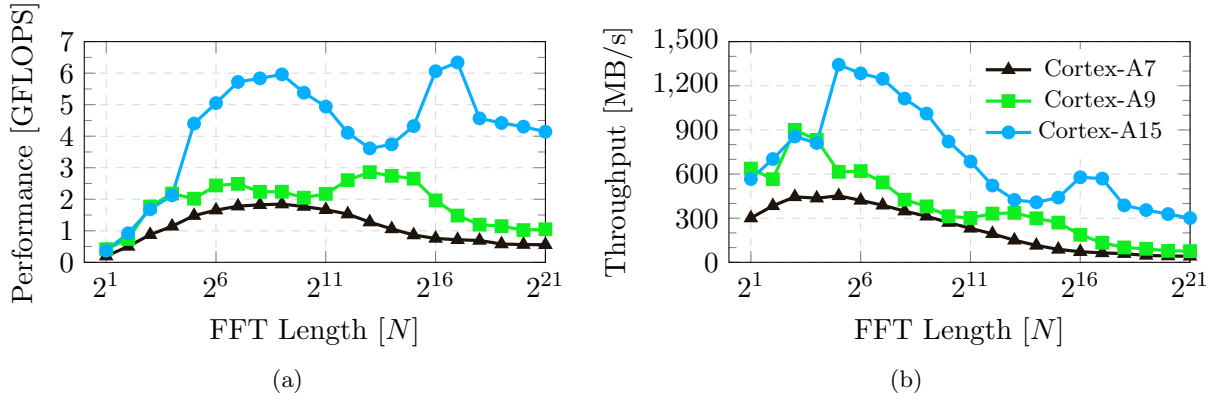 Performance [GFLOPS]
7
6
5
4
3
2
1
0
2^1
2^6
2^11
2^16
2^21
FFT Length [N]
(a)
Throughput [MB/s]
1,500
1,200
900
600
300
0
Cortex-A7
Cortex-A9
Cortex-A15
2^1
2^6
2^11
2^16
2^21
FFT Length [N]
(b)